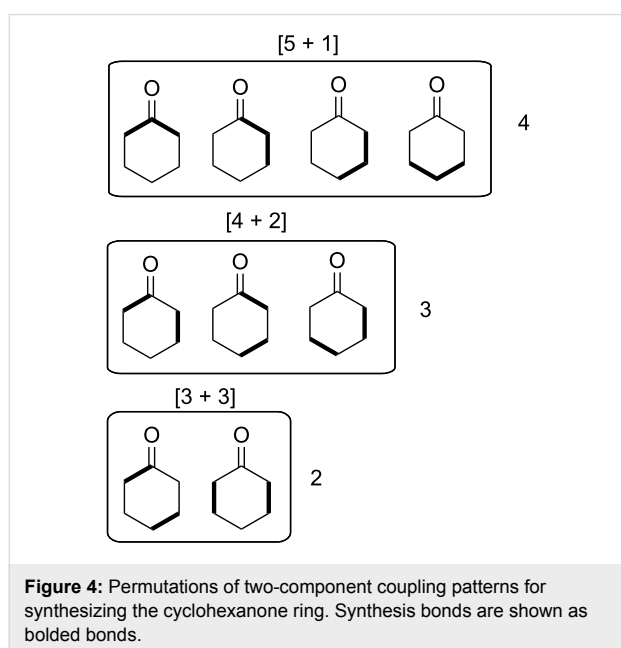 [5 + 1]
O
O
O
O
4
[4 + 2]
O
O
O
3
[3 + 3]
O
O
2
Figure 4: Permutations of two-component coupling patterns for
synthesizing the cyclohexanone ring. Synthesis bonds are shown as
bolded bonds.